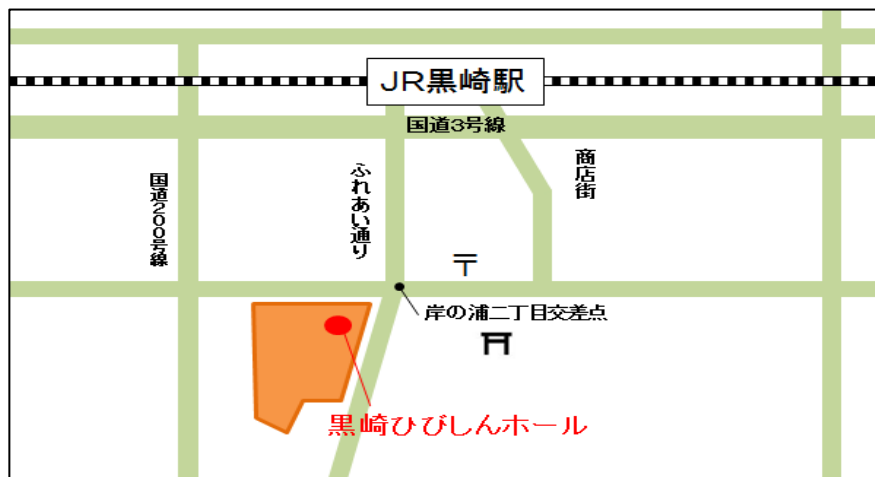 JR黒崎駅
国道3号線
国道200号線
ふれあい通り
商店街
〒
岸の浦二丁目交差点
黒崎ひびしんホール